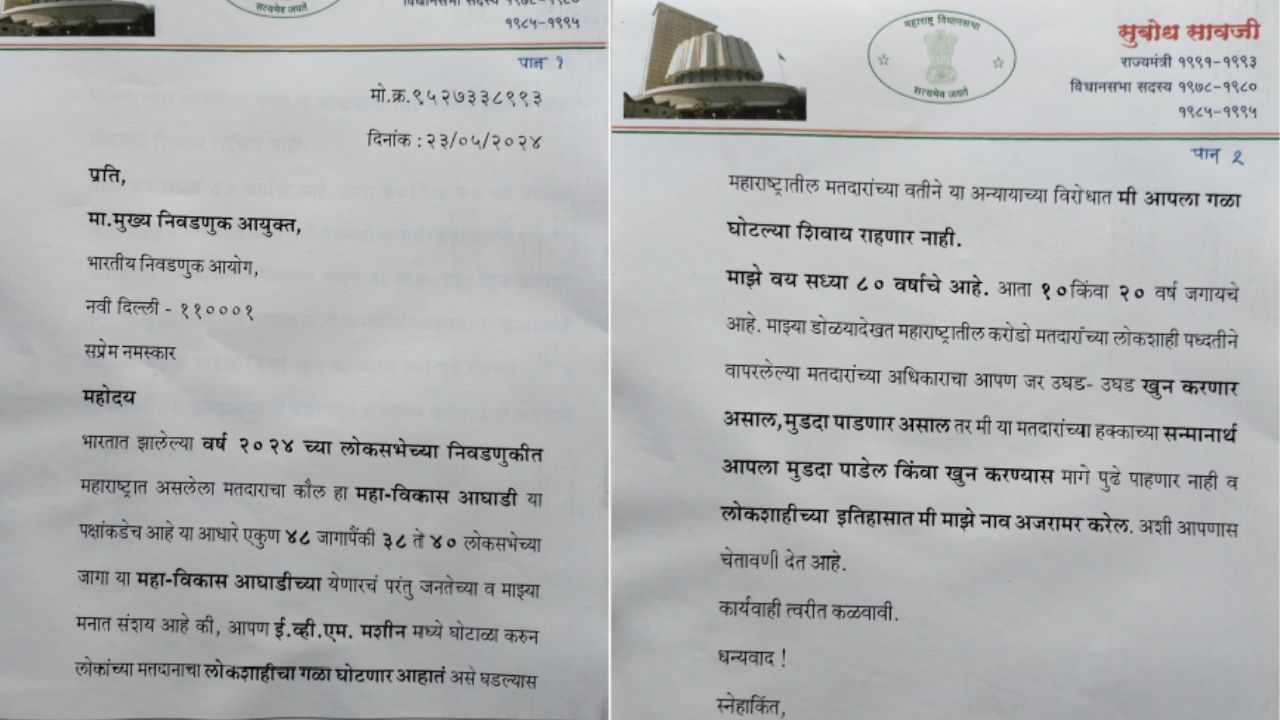 सत्यमेव जयते
विधानसभा सदस्य १९७८-१९८०
१९८५-१९९५
पान १
मो.क्र.९५२७३३८९९३
दिनांक : २३/०५/२०२४
प्रति,
मा.मुख्य निवडणुक आयुक्त,
भारतीय निवडणुक आयोग,
नवी दिल्ली - ११०००१
सप्रेम नमस्कार
महोदय
भारतात झालेल्या वर्ष २०२४ च्या लोकसभेच्या निवडणुकीत
महाराष्ट्रात असलेला मतदाराचा कौल हा महा-विकास आघाडी या
पक्षांकडेच आहे या आधारे एकुण ४८ जागापैंकी ३८ ते ४० लोकसभेच्या
जागा या महा-विकास आघाडीच्या येणारचं परंतु जनतेच्या व माझ्या
मनात संशय आहे की, आपण ई.व्ही.एम. मशीन मध्ये घोटाळा करुन
लोकांच्या मतदानाचा लोकशाहीचा गळा घोटणार आहातं असे घडल्यास
महाराष्ट्र विधानसभा
सत्यमेव जयते
सुबोध सावजी
राज्यमंत्री १९९१-१९९३
विधानसभा सदस्य १९७८-१९८०
१९८५-१९९५
पान २
महाराष्ट्रातील मतदारांच्या वतीने या अन्यायाच्या विरोधात मी आपला गळा
घोटल्या शिवाय राहणार नाही.
माझे वय सध्या ८० वर्षाचे आहे. आता १०किंवा २० वर्ष जगायचे
आहे. माझ्या डोळयादेखत महाराष्ट्रातील करोडो मतदारांच्या लोकशाही पध्दतीने
वापरलेल्या मतदारांच्या अधिकाराचा आपण जर उघड- उघड खुन करणार
असाल,मुडदा पाडणार असाल तर मी या मतदारांच्या हक्काच्या सन्मानार्थ
आपला मुडदा पाडेल किंवा खुन करण्यास मागे पुढे पाहणार नाही व
लोकशाहीच्या इतिहासात मी माझे नाव अजरामर करेल. अशी आपणास
चेतावणी देत आहे.
कार्यवाही त्वरीत कळवावी.
धन्यवाद !
स्नेहाकिंत,